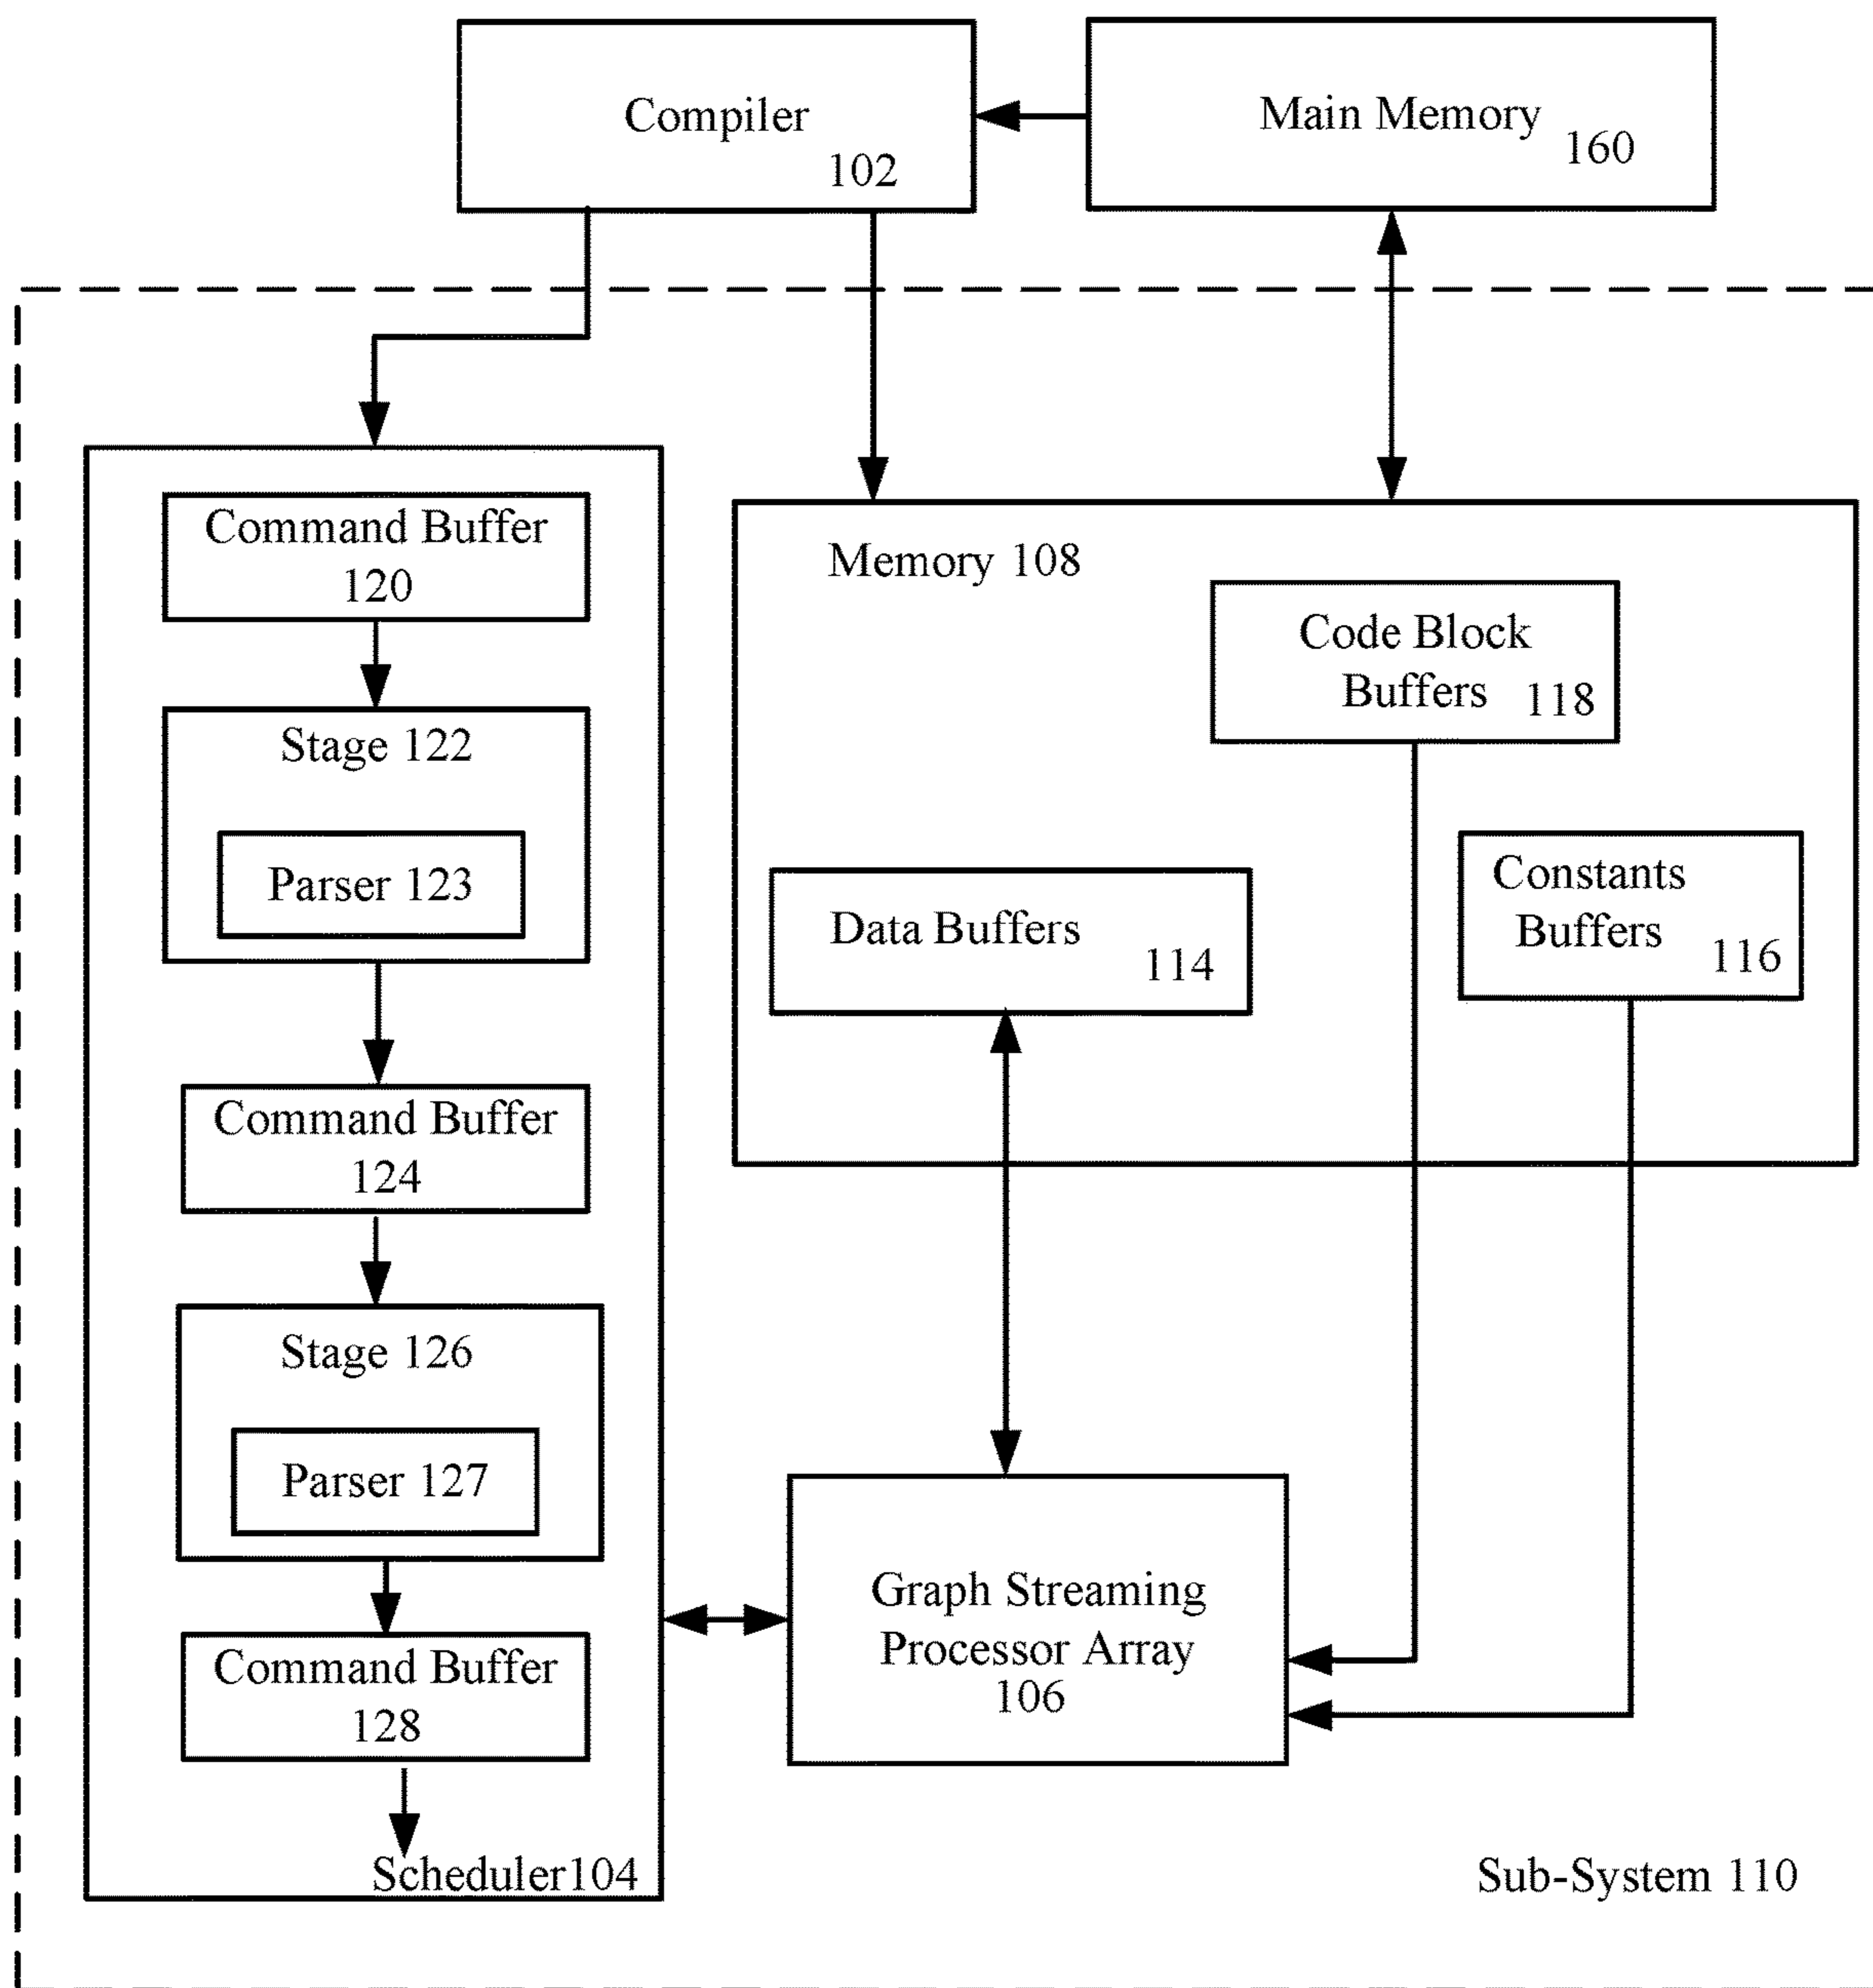 Compiler
102
Main Memory
160
Command Buffer
120
Stage 122
Parser 123
Command Buffer
124
Stage 126
Parser 127
Command Buffer
128
Scheduler104
Memory 108
Code Block
Buffers 118
Data Buffers
114
Constants
Buffers
116
Graph Streaming
Processor Array
106
Sub-System 110